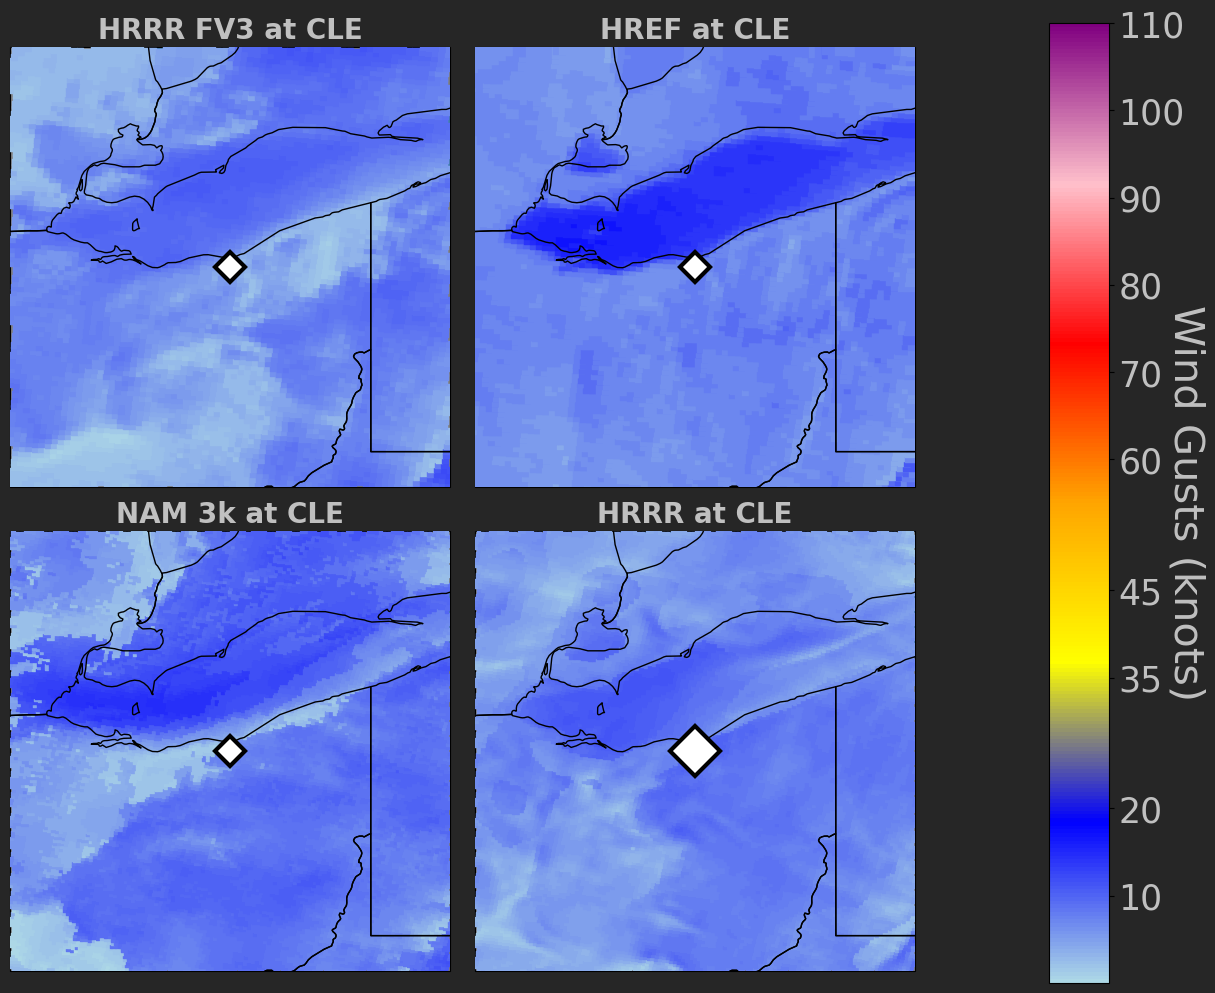 HRRR FV3 at CLE
HREF at CLE
NAM 3k at CLE
HRRR at CLE
110
100
90
80
70
60
45
35
20
10
Wind Gusts (knots)